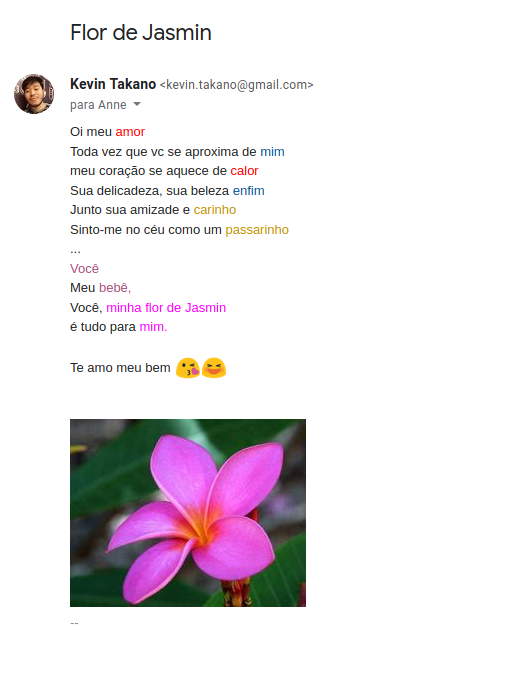 Flor de Jasmin
Kevin Takano <kevin.takano@gmail.com>
para Anne
Oi meu amor
Toda vez que vc se aproxima de mim
meu coração se aquece de calor
Sua delicadeza, sua beleza enfim
Junto sua amizade e carinho
Sinto-me no céu como um passarinho
...
Você
Meu bebê,
Você, minha flor de Jasmin
é tudo para mim.
Te amo meu bem 😘😆
--